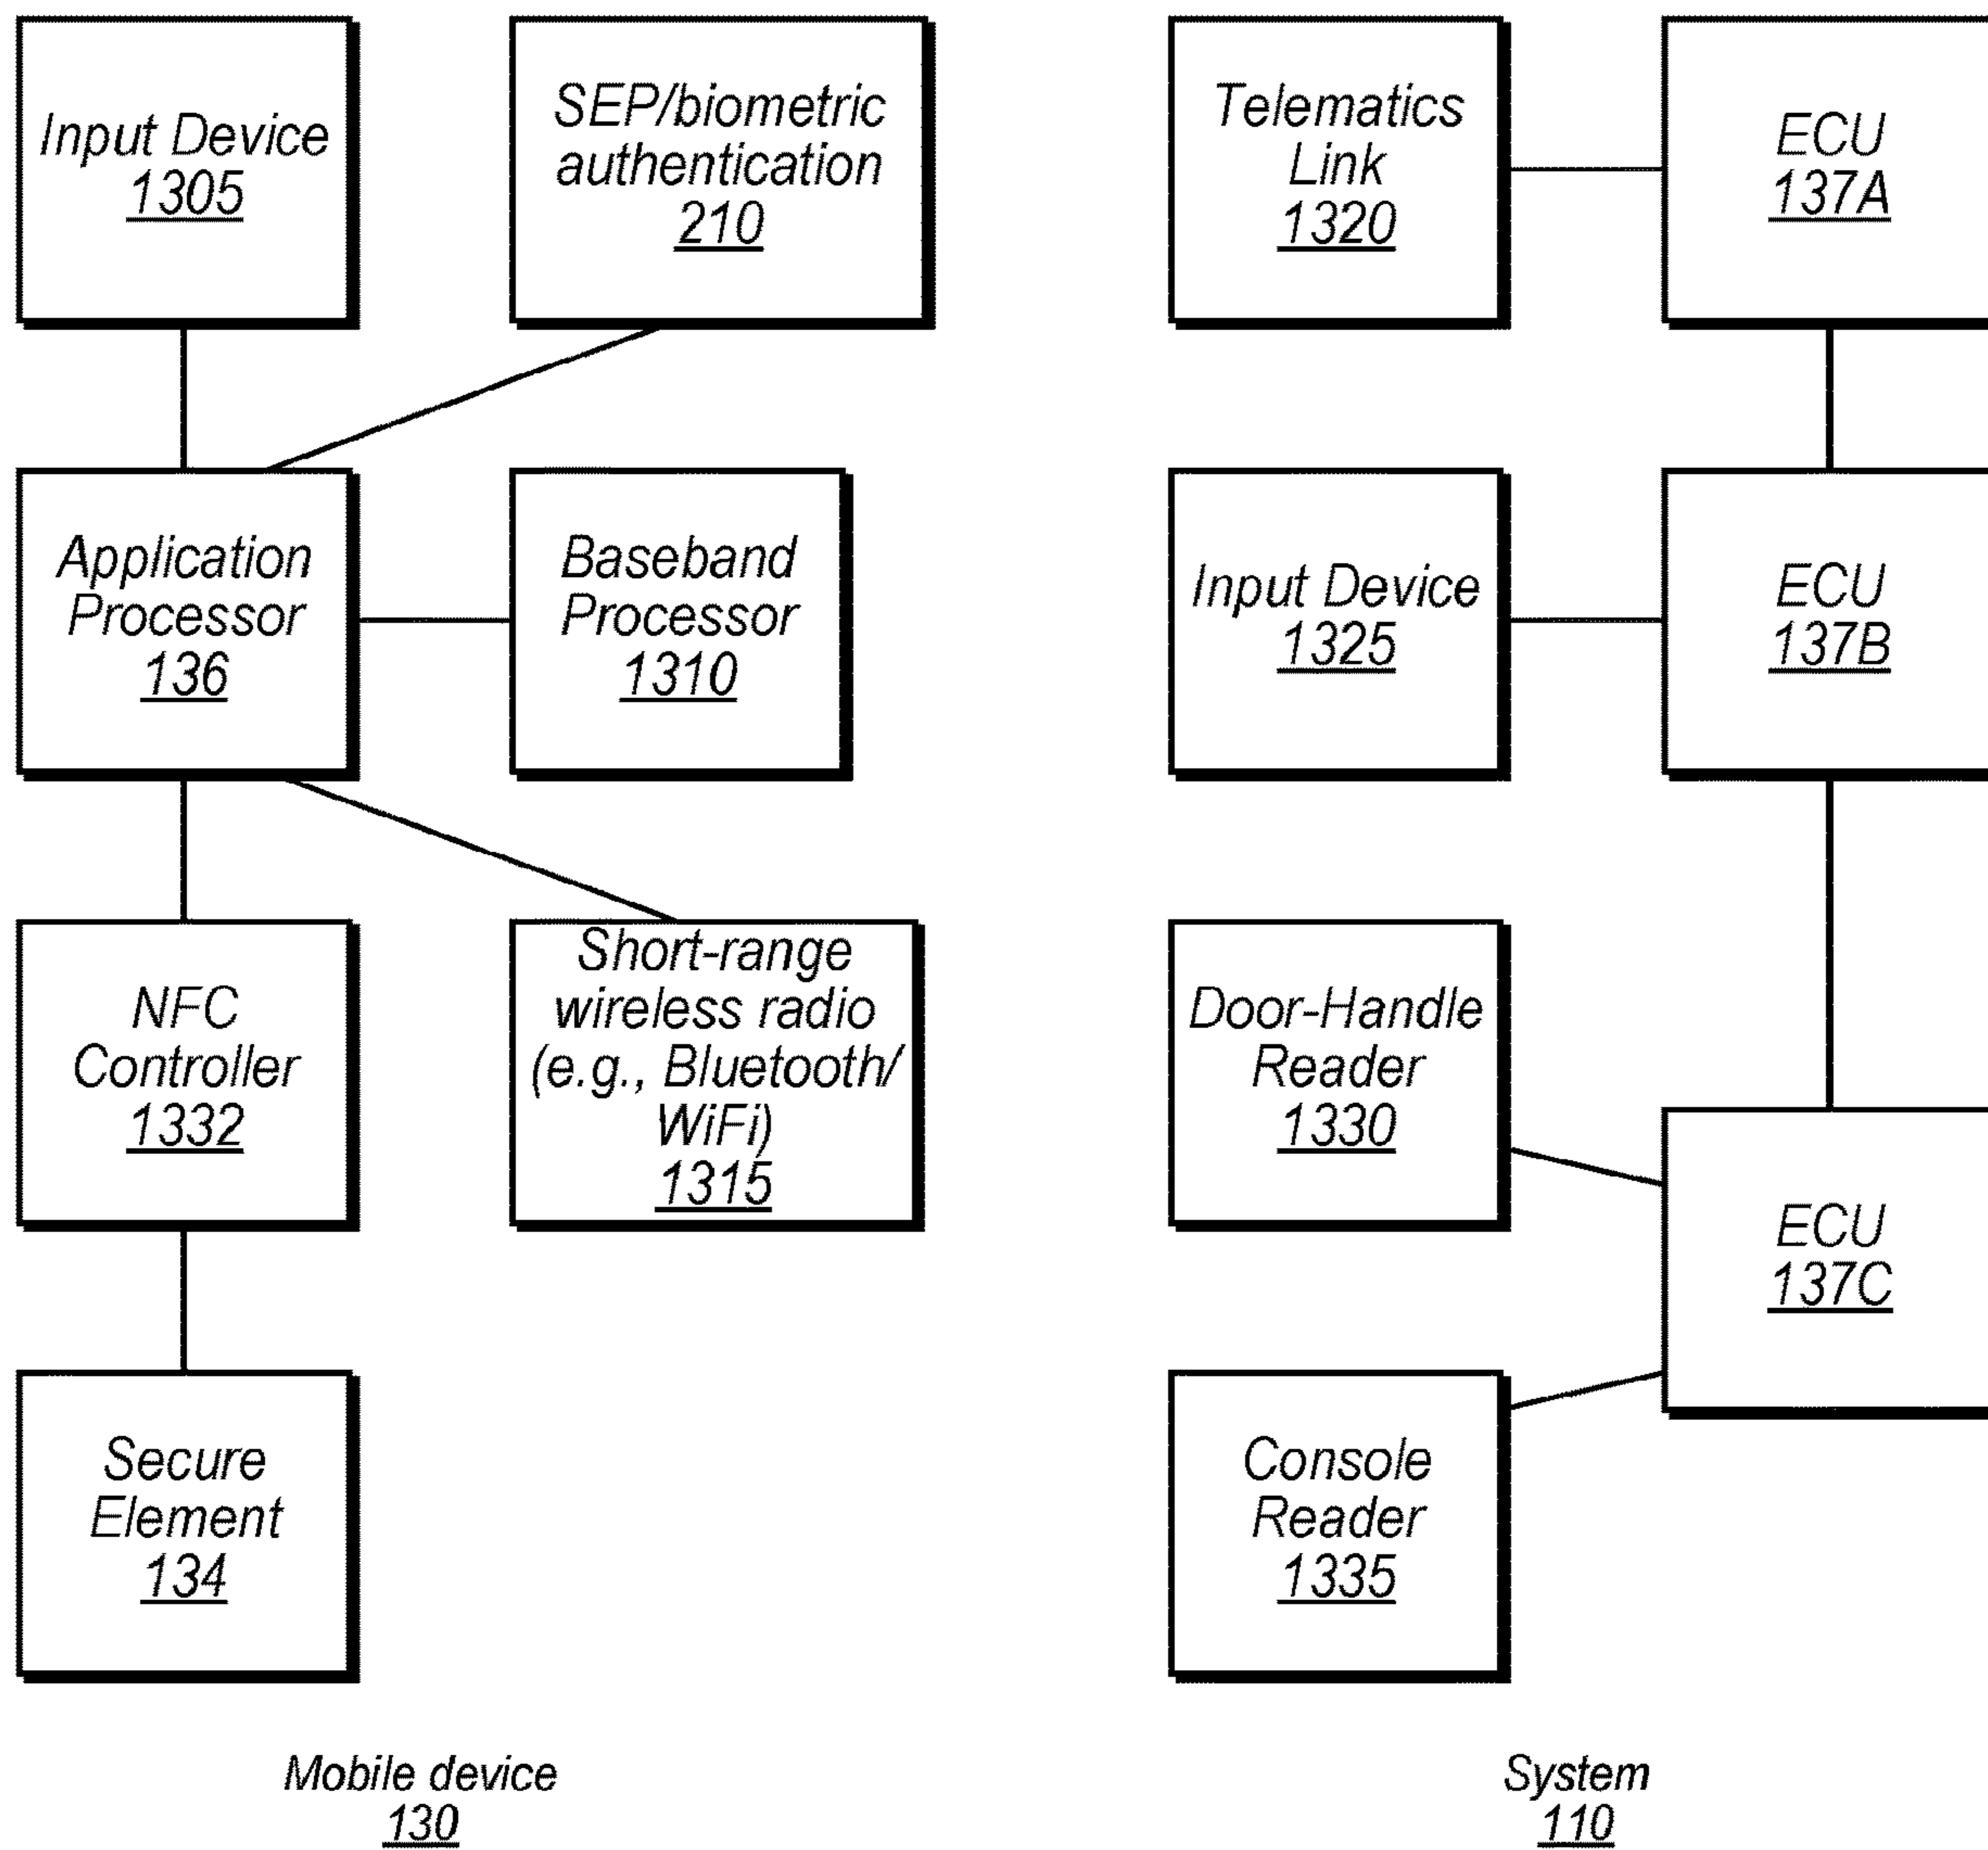 Input Device
1305
SEP/biometric
authentication
210
Telematics
Link
1320
ECU
137A
Application
Processor
136
Baseband
Processor
1310
Input Device
1325
ECU
137B
NFC
Controller
1332
Short-range
wireless radio
(e.g., Bluetooth/
WiFi)
1315
Door-Handle
Reader
1330
ECU
137C
Secure
Element
134
Console
Reader
1335
Mobile device
130
System
110